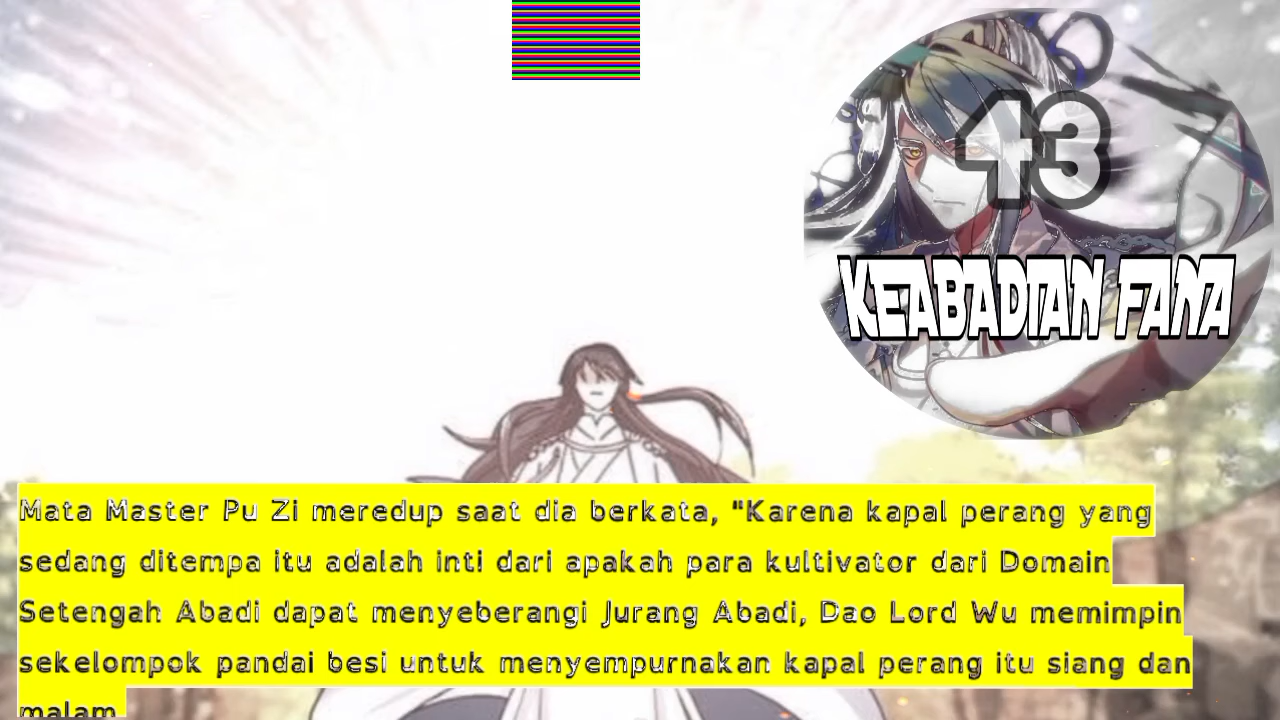 43
KEABADIAN FANA
Mata Master Pu Zi meredup saat dia berkata, "Karena kapal perang yang
sedang ditempa itu adalah inti dari apakah para kultivator dari Domain
Setengah Abadi dapat menyeberangi Jurang Abadi, Dao Lord Wu memimpin
sekelompok pandai besi untuk menyempurnakan kapal perang itu siang dan
malam